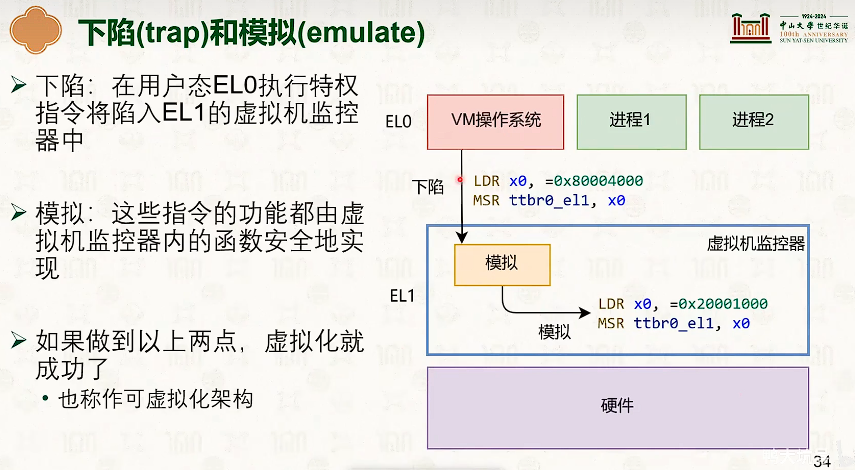 下陷(trap)和模拟(emulate)
1924-2024
中山大学 世纪华诞
100th ANNIVERSARY
SUN YAT-SEN UNIVERSITY
下陷：在用户态EL0执行特权
指令将陷入EL1的虚拟机监控
器中
模拟：这些指令的功能都由虚
拟机监控器内的函数安全地实
现
如果做到以上两点，虚拟化就
成功了
• 也称作可虚拟化架构
EL0
VM操作系统
进程1
进程2
下陷
LDR x0, =0x80004000
MSR ttbr0_el1, x0
虚拟机监控器
模拟
EL1
LDR x0, =0x20001000
MSR ttbr0_el1, x0
模拟
硬件
34